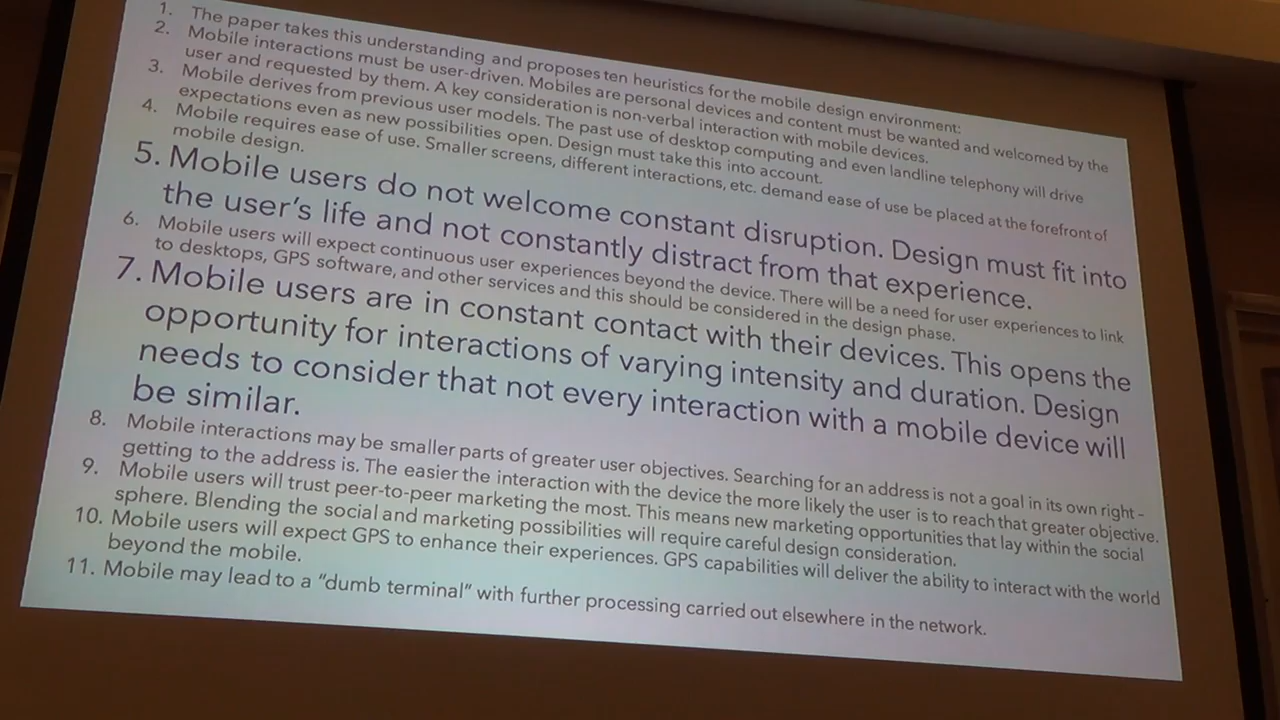 1. The paper takes this understanding and proposes ten heuristics for the mobile design environment:
2. Mobile interactions must be user-driven. Mobiles are personal devices and content must be wanted and welcomed by the
user and requested by them. A key consideration is non-verbal interaction with mobile devices.
3. Mobile derives from previous user models. The past use of desktop computing and even landline telephony will drive
expectations even as new possibilities open. Design must take this into account.
4. Mobile requires ease of use. Smaller screens, different interactions, etc. demand ease of use be placed at the forefront of
mobile design.
5. Mobile users do not welcome constant disruption. Design must fit into
the user's life and not constantly distract from that experience.
6. Mobile users will expect continuous user experiences beyond the device. There will be a need for user experiences to link
to desktops, GPS software, and other services and this should be considered in the design phase.
7. Mobile users are in constant contact with their devices. This opens the
opportunity for interactions of varying intensity and duration. Design
needs to consider that not every interaction with a mobile device will
be similar.
8. Mobile interactions may be smaller parts of greater user objectives. Searching for an address is not a goal in its own right –
getting to the address is. The easier the interaction with the device the more likely the user is to reach that greater objective.
9. Mobile users will trust peer-to-peer marketing the most. This means new marketing opportunities that lay within the social
sphere. Blending the social and marketing possibilities will require careful design consideration.
10. Mobile users will expect GPS to enhance their experiences. GPS capabilities will deliver the ability to interact with the world
beyond the mobile.
11. Mobile may lead to a "dumb terminal" with further processing carried out elsewhere in the network.